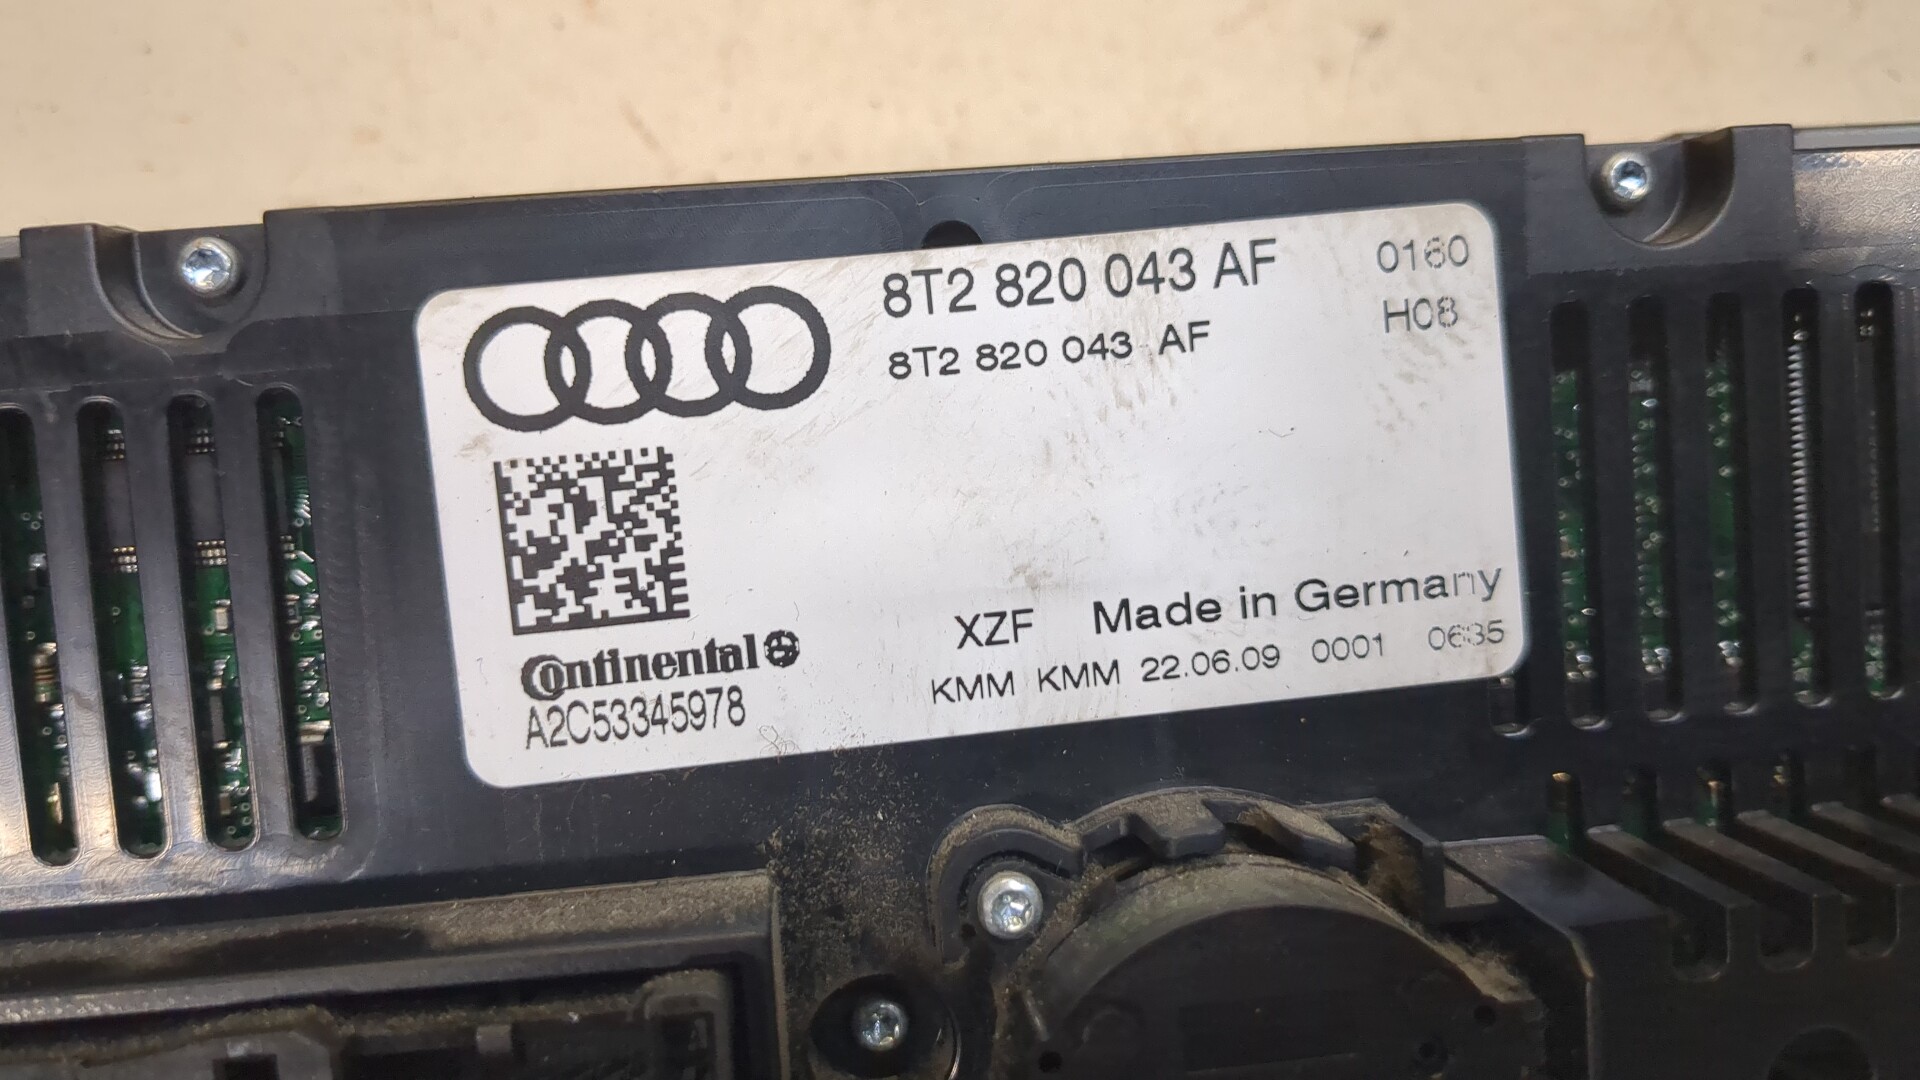 8T2 820 043 AF 0160
8T2 820 043 AF H08
Continental
A2C53345978
XZF Made in Germany
KMM KMM 22.06.09 0001 0635